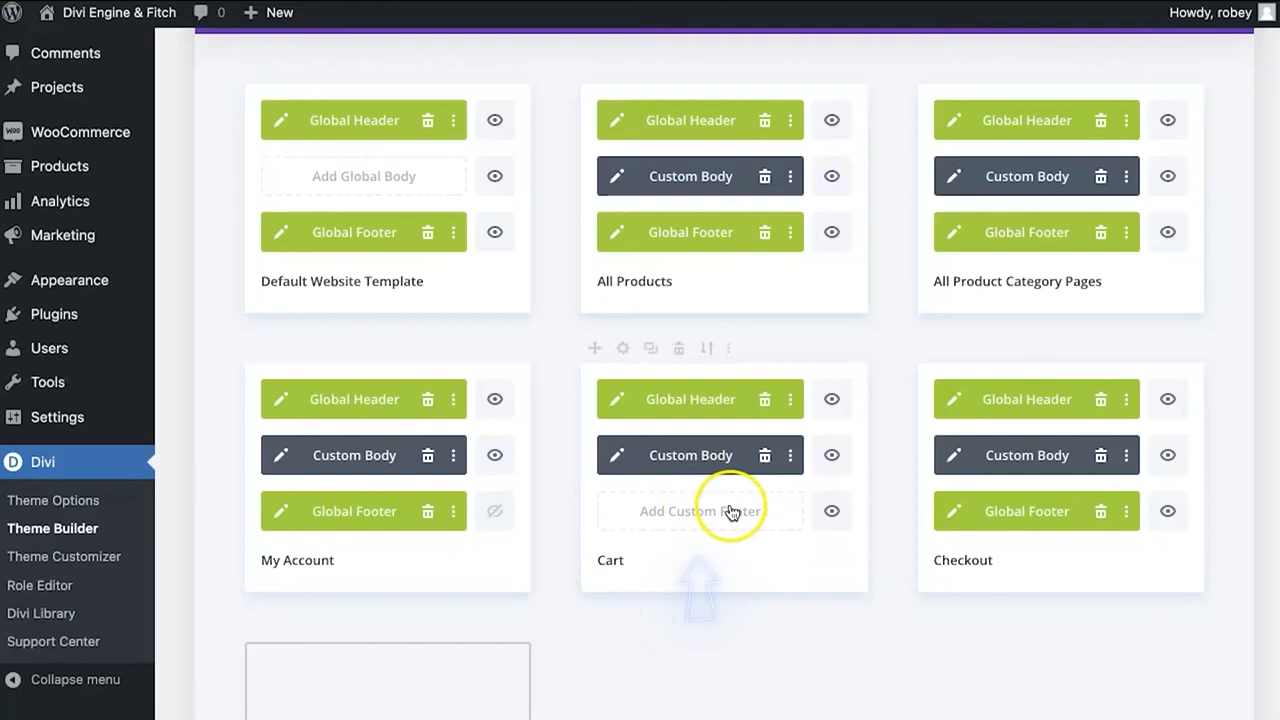 Divi Engine & Fitch 0 New Howdy, robey
Comments
Projects
WOO WooCommerce
Products
Analytics
Marketing
Appearance
Plugins
Users
Tools
Settings
D Divi
Theme Options
Theme Builder
Theme Customizer
Role Editor
Divi Library
Support Center
Collapse menu
Global Header
Add Global Body
Global Footer
Default Website Template
Global Header
Custom Body
Global Footer
All Products
Global Header
Custom Body
Global Footer
All Product Category Pages
Global Header
Custom Body
Global Footer
My Account
Global Header
Custom Body
Add Custom Footer
Cart
Global Header
Custom Body
Global Footer
Checkout